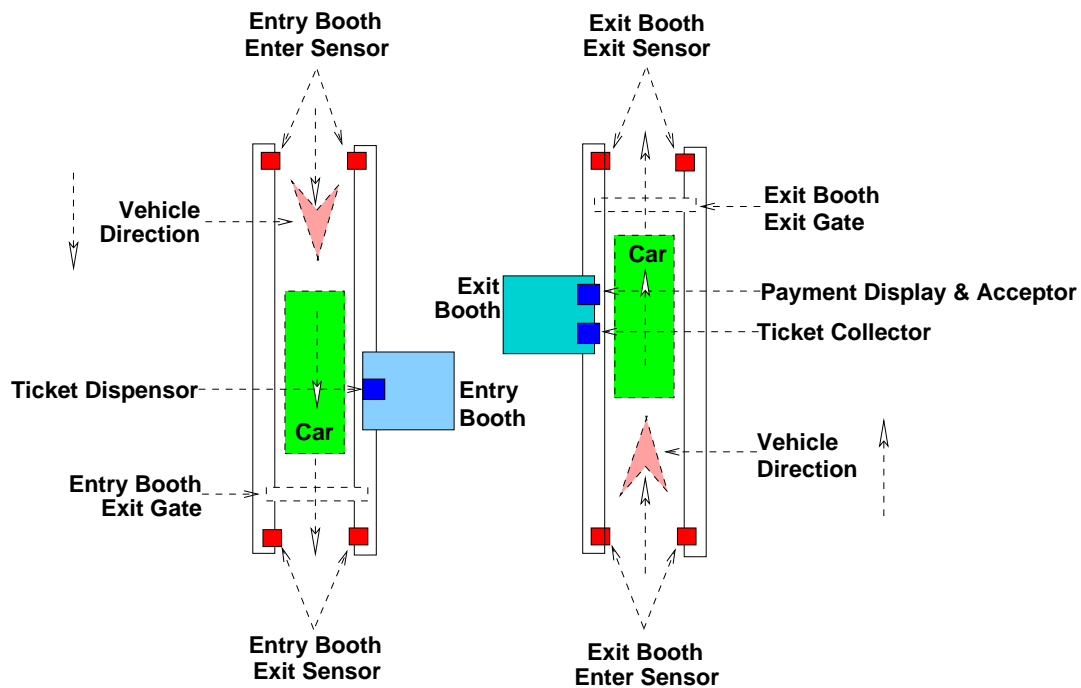 Entry Booth
Enter Sensor
Vehicle
Direction
Car
Ticket Dispensor
Entry
Booth
Entry Booth
Exit Gate
Entry Booth
Exit Sensor
Exit Booth
Exit Sensor
Exit Booth
Exit Gate
Car
Exit
Booth
Payment Display & Acceptor
Ticket Collector
Vehicle
Direction
Exit Booth
Enter Sensor